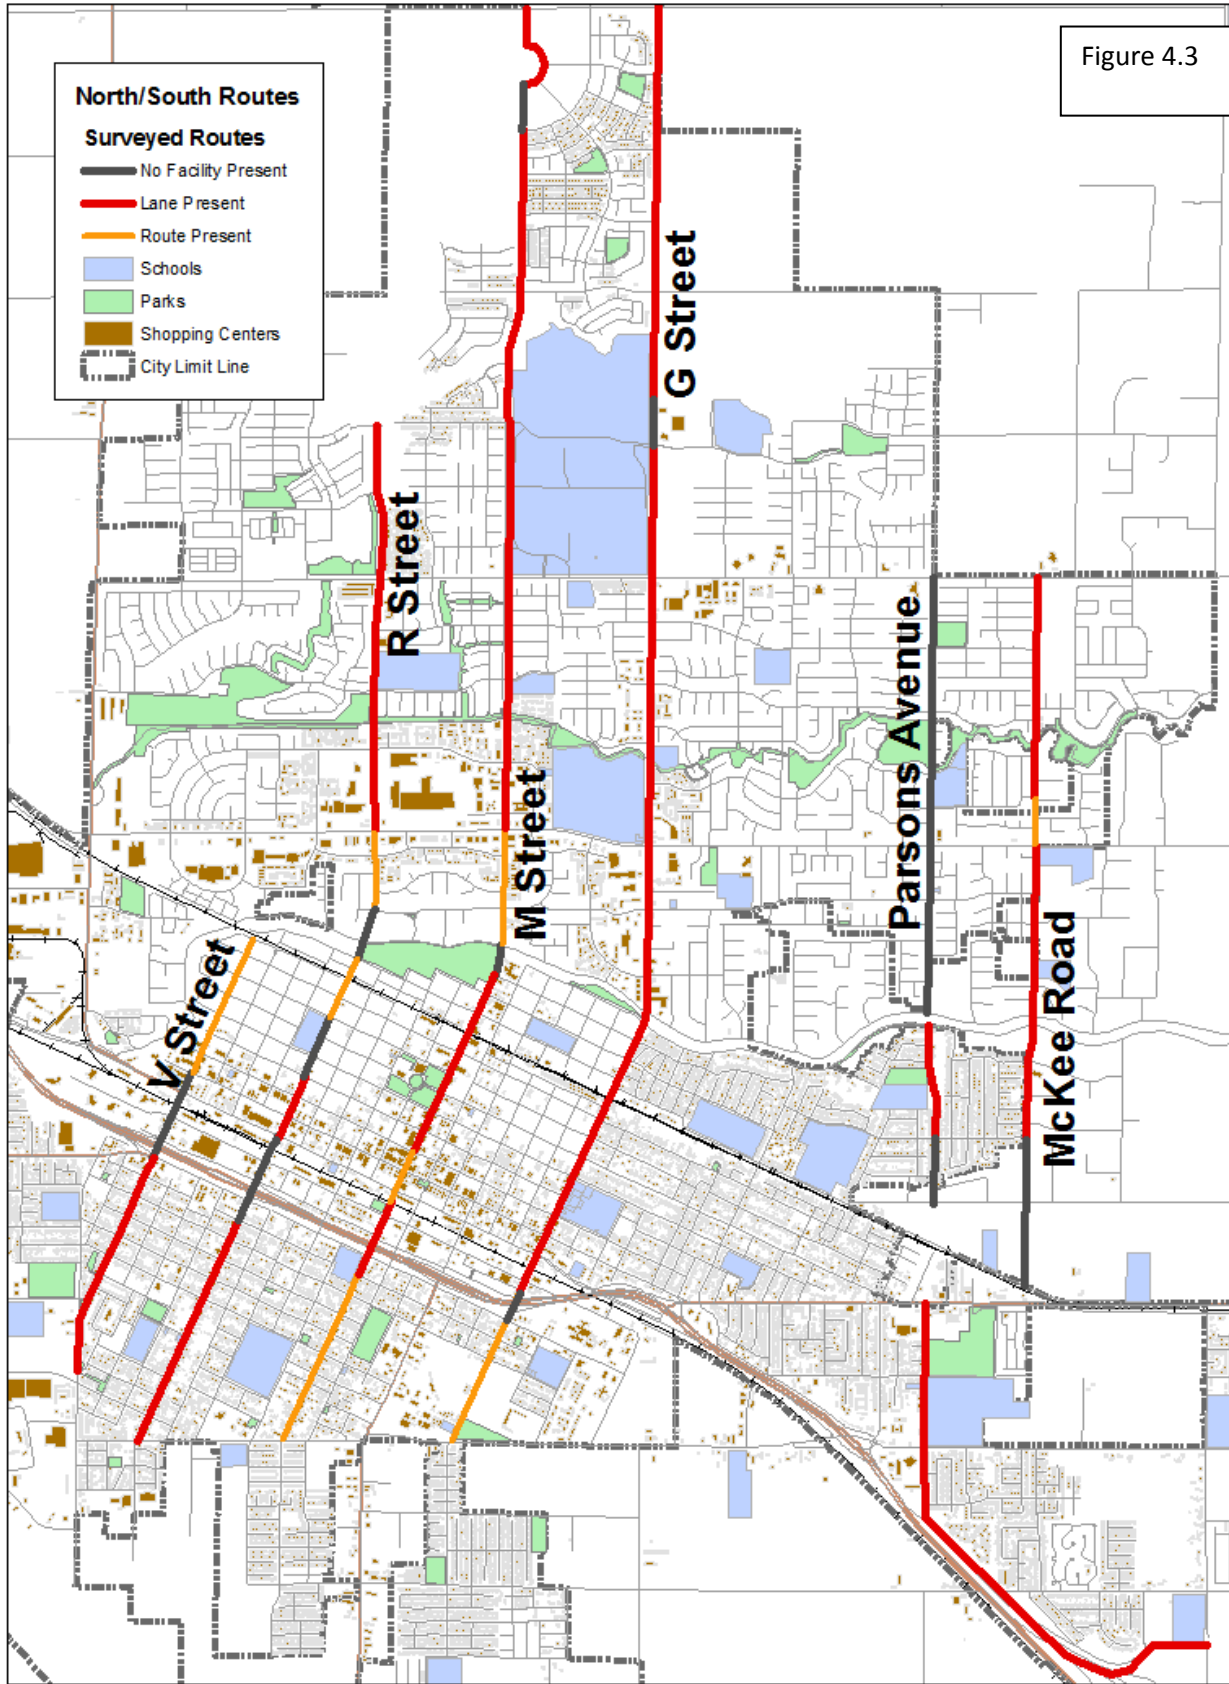 Figure 4.3
North/South Routes
Surveyed Routes
No Facility Present
Lane Present
Route Present
Schools
Parks
Shopping Centers
City Limit Line
G Street
R Street
M Street
Parsons Avenue
V Street
McKee Road